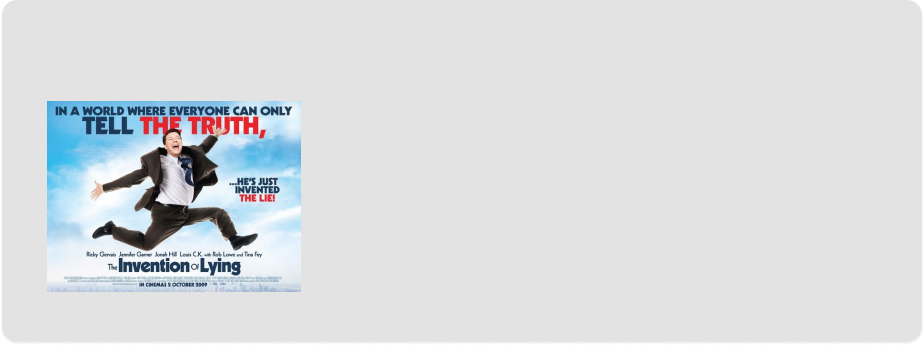 IN A WORLD WHERE EVERYONE CAN ONLY
TELL THE TRUTH,
...HE'S JUST
INVENTED
THE LIE!
Ricky Gervais Jennifer Garner Jonah Hill Louis C.K. with Rob Lowe and Tina Fey
The Invention Of Lying
IN CINEMAS 2 OCTOBER 2009